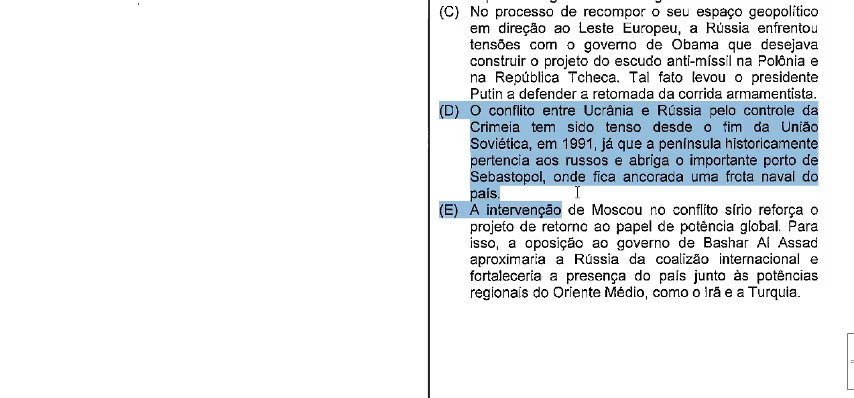 (C) No processo de recompor o seu espaço geopolítico
em direção ao Leste Europeu, a Rússia enfrentou
tensões com o governo de Obama que desejava
construir o projeto do escudo anti-míssil na Polônia e
na República Tcheca. Tal fato levou o presidente
Putin a defender a retomada da corrida armamentista.
(D) O conflito entre Ucrânia e Rússia pelo controle da
Crimeia tem sido tenso desde o fim da União
Soviética, em 1991, já que a península historicamente
pertencia aos russos e abriga o importante porto de
Sebastopol, onde fica ancorada uma frota naval do
país.
(E) A intervenção de Moscou no conflito sírio reforça o
projeto de retorno ao papel de potência global. Para
isso, a oposição ao governo de Bashar Al Assad
aproximaria a Rússia da coalizão internacional e
fortaleceria a presença do país junto às potências
regionais do Oriente Médio, como o Irã e a Turquia.